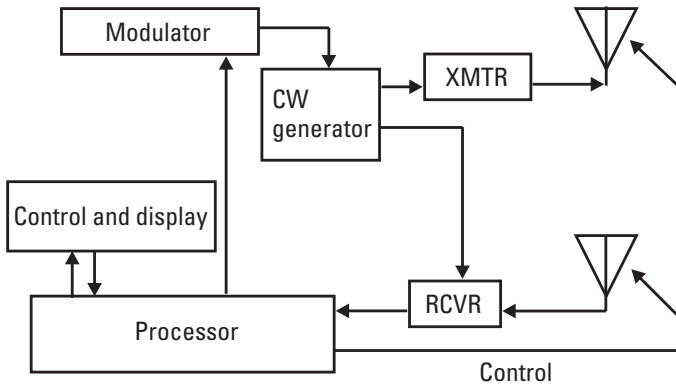 Modulator
XMTR
CW
generator
Control and display
RCVR
Processor
Control